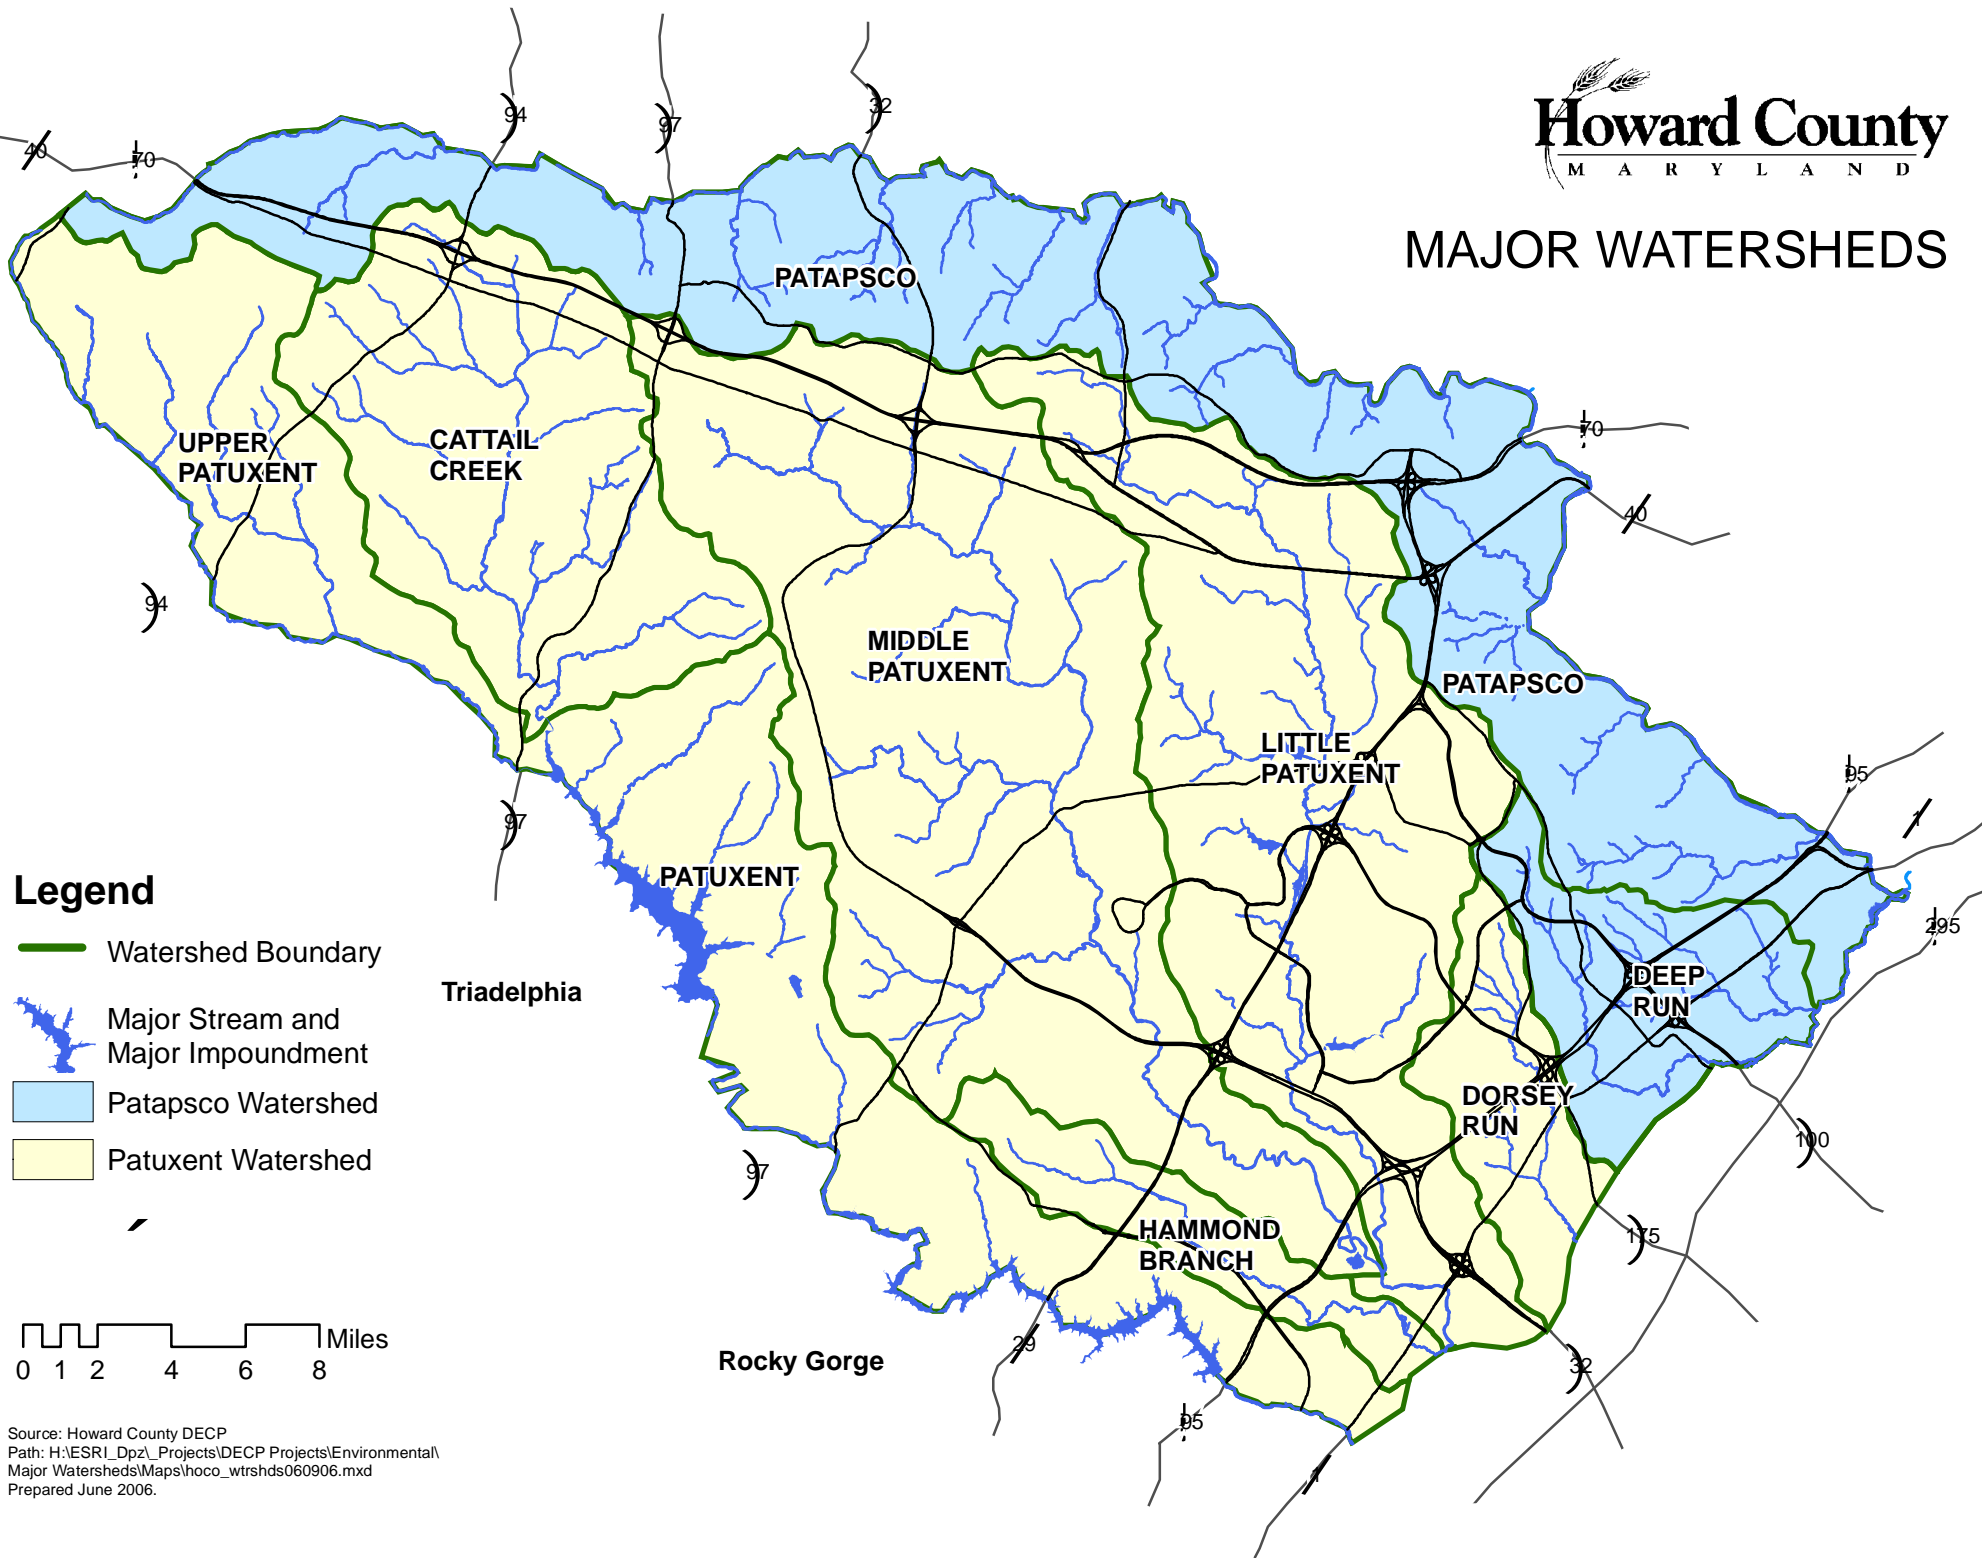 Howard County
MARYLAND
MAJOR WATERSHEDS
94
97
32
40
70
PATAPSCO
70
UPPER
PATUXENT
CATTAIL
CREEK
40
94
MIDDLE
PATUXENT
PATAPSCO
LITTLE
PATUXENT
95
1
97
PATUXENT
295
DEEP
RUN
Triadelphia
DORSEY
RUN
100
97
HAMMOND
BRANCH
175
29
Rocky Gorge
32
95
1
Legend
Watershed Boundary
Major Stream and
Major Impoundment
Patapsco Watershed
Patuxent Watershed
Miles
0 1 2 4 6 8
Source: Howard County DECP
Path: H:\ESRI_Dpz\_Projects\DECP Projects\Environmental\
Major Watersheds\Maps\hoco_wtrshds060906.mxd
Prepared June 2006.